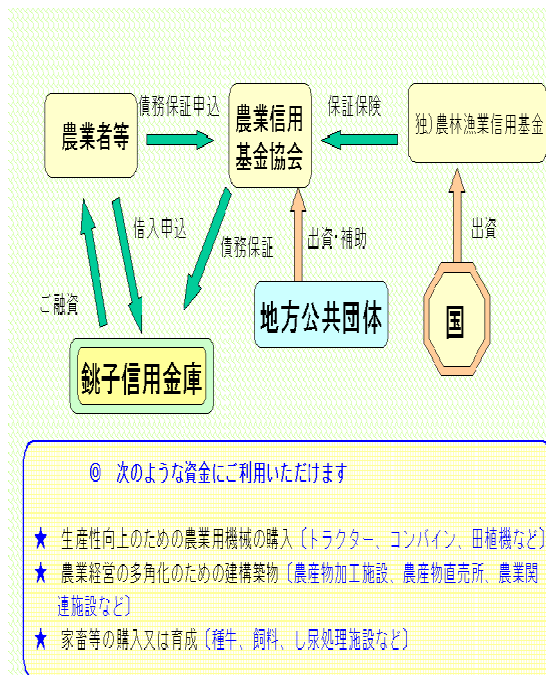 債務保証申込
保証保険
農業者等
農業信用
基金協会
独)農林漁業信用基金
借入申込
債務保証
出資・補助
出資
ご融資
地方公共団体
国
銚子信用金庫
◎ 次のような資金にご利用いただけます
★ 生産性向上のための農業用機械の購入〔トラクター、コンバイン、田植機など〕
★ 農業経営の多角化のための建構築物〔農産物加工施設、農産物直売所、農業関
連施設など〕
★ 家畜等の購入又は育成〔種牛、飼料、し尿処理施設など〕